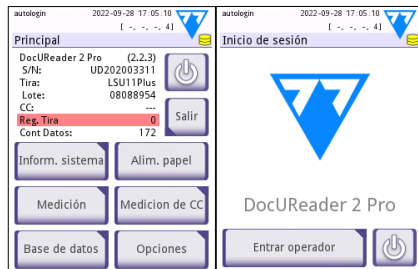 autologin 2022-09-28 17:05:10
[ -, -, -, 4]
Principal
DocUReader 2 Pro (2.2.3)
S/N: UD202003311
Tira: LSU11Plus
Lote: 08088954
CC: ---
Reg. Tira 0
Cont Datos: 172
Salir
Inform. sistema Alim. papel
Medición Medicion de CC
Base de datos Opciones
autologin 2022-09-28 17:05:10
[ -, -, -, 4]
Inicio de sesión
DocUReader 2 Pro
Entrar operador